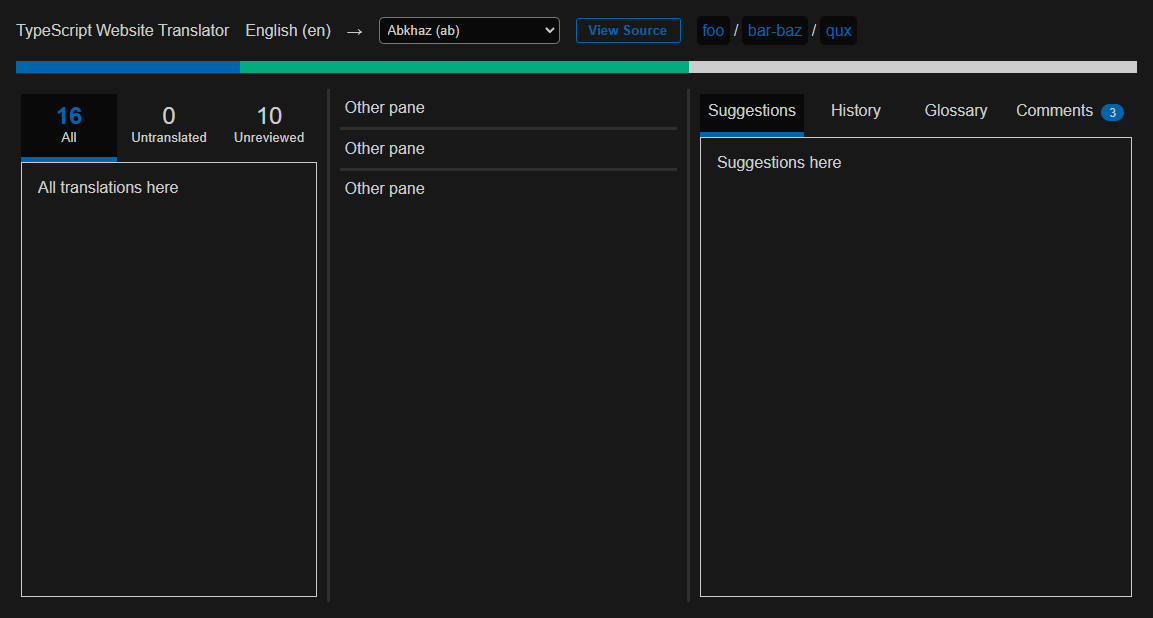 TypeScript Website Translator English (en) → Abkhaz (ab) View Source foo / bar-baz / qux
16 0 10
All Untranslated Unreviewed
All translations here
Other pane
Other pane
Other pane
Suggestions History Glossary Comments 3
Suggestions here